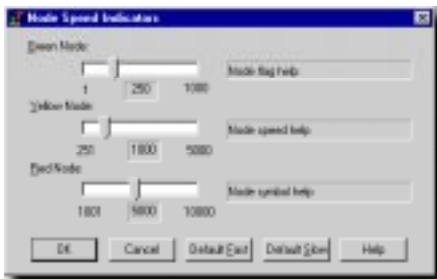 Node Speed Indicators
Green Node:
Node flag help
1 250 1000
Yellow Node:
Node speed help
251 1000 5000
Red Node:
Node symbol help
1001 5000 10000
OK Cancel Default Fast Default Slow Help